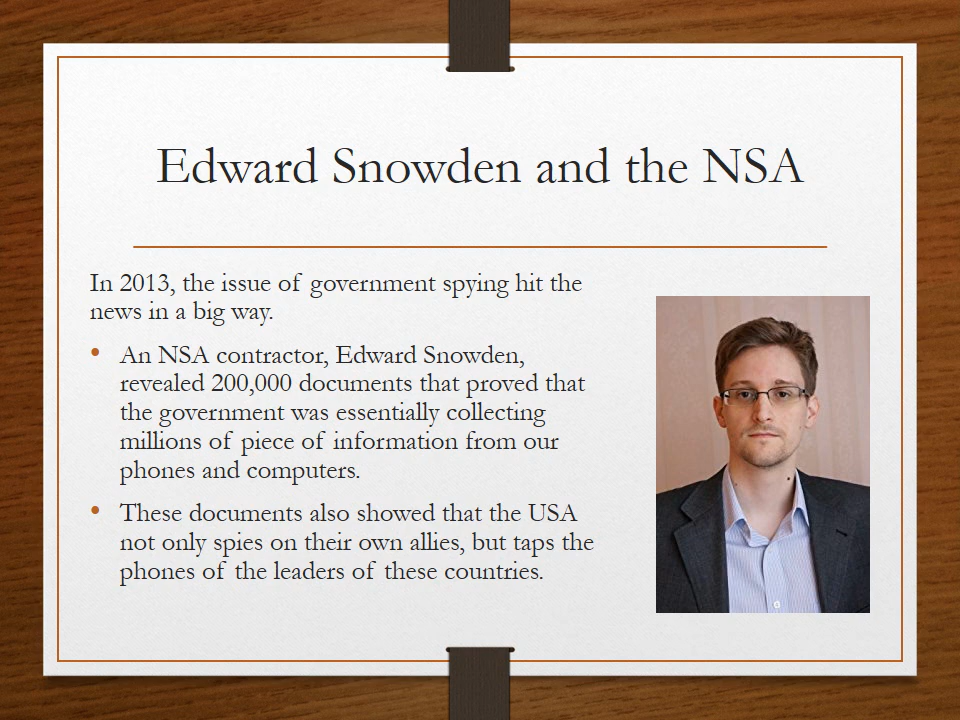 Edward Snowden and the NSA
In 2013, the issue of government spying hit the
news in a big way.
• An NSA contractor, Edward Snowden,
revealed 200,000 documents that proved that
the government was essentially collecting
millions of piece of information from our
phones and computers.
• These documents also showed that the USA
not only spies on their own allies, but taps the
phones of the leaders of these countries.